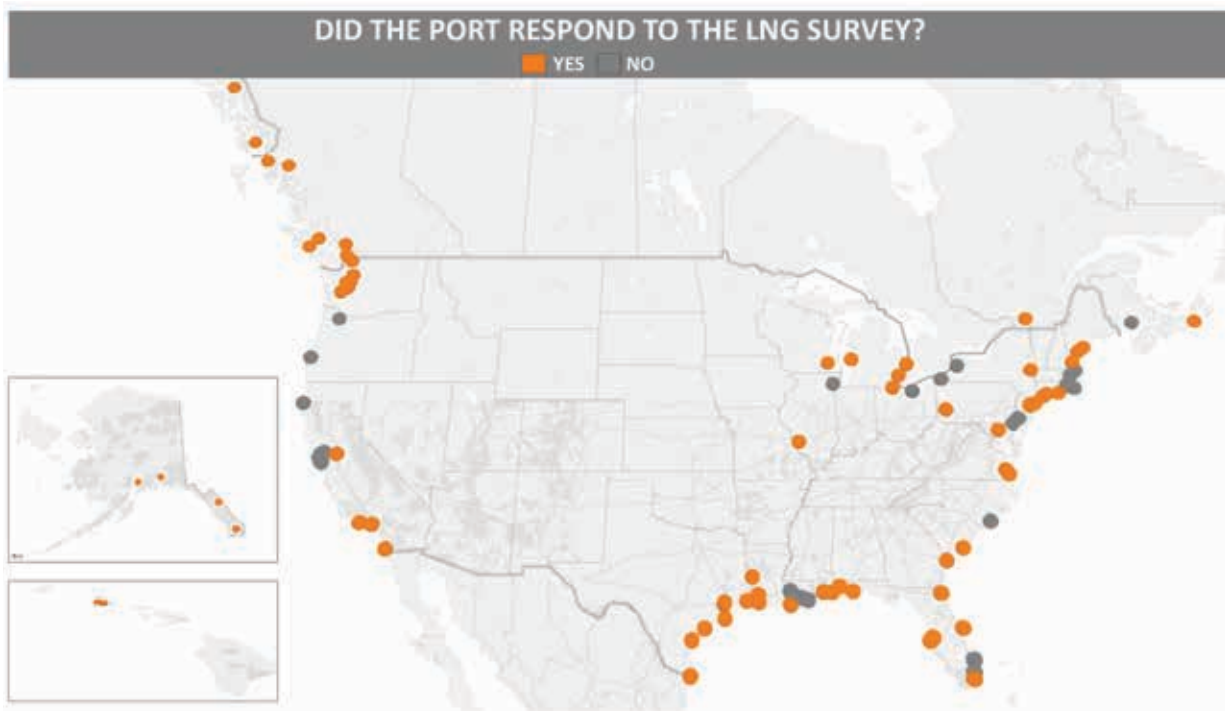 DID THE PORT RESPOND TO THE LNG SURVEY?
YES NO